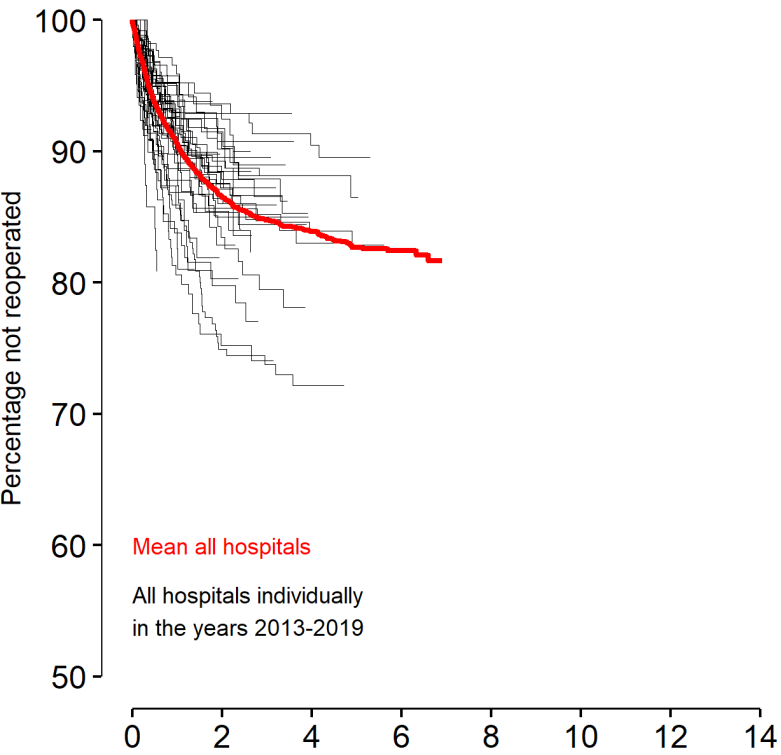 100
90
80
70
60
50
Percentage not reoperated
Mean all hospitals
All hospitals individually
in the years 2013-2019
0 2 4 6 8 10 12 14